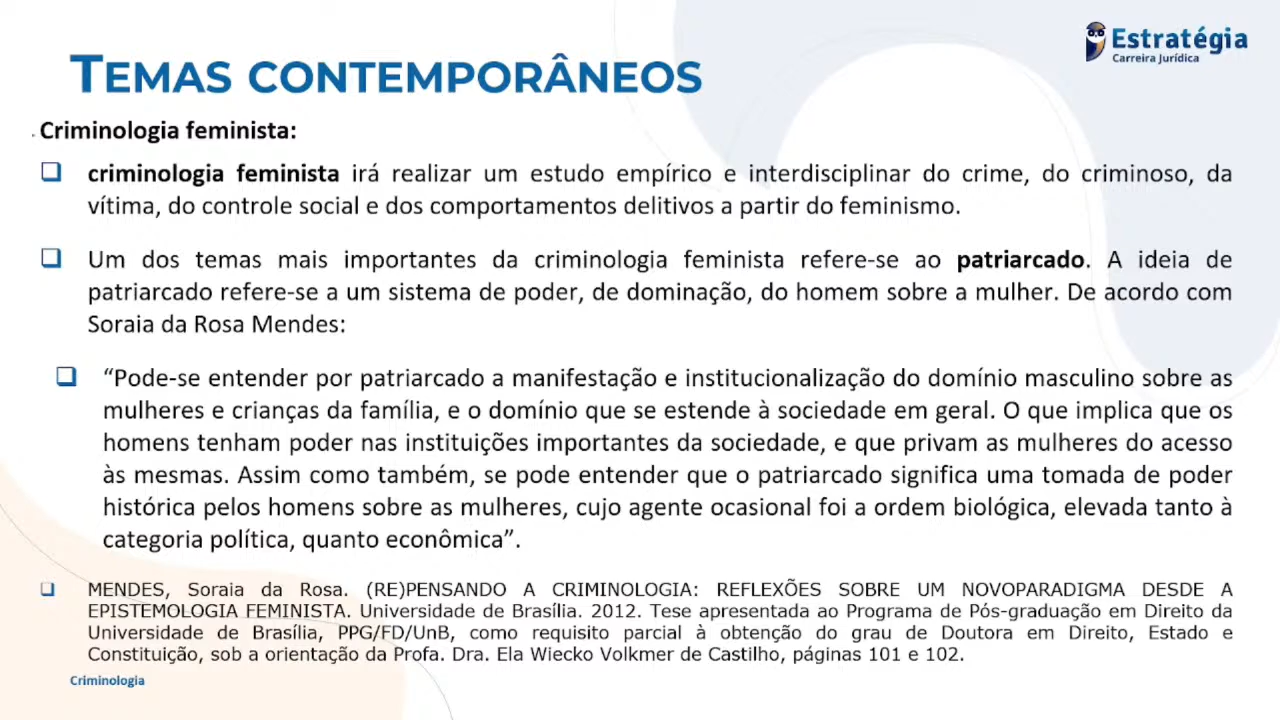 Estratégia
Carreira Jurídica
TEMAS CONTEMPORÂNEOS
Criminologia feminista:
criminologia feminista irá realizar um estudo empírico e interdisciplinar do crime, do criminoso, da
vítima, do controle social e dos comportamentos delitivos a partir do feminismo.
Um dos temas mais importantes da criminologia feminista refere-se ao patriarcado. A ideia de
patriarcado refere-se a um sistema de poder, de dominação, do homem sobre a mulher. De acordo com
Soraia da Rosa Mendes:
“Pode-se entender por patriarcado a manifestação e institucionalização do domínio masculino sobre as
mulheres e crianças da família, e o domínio que se estende à sociedade em geral. O que implica que os
homens tenham poder nas instituições importantes da sociedade, e que privam as mulheres do acesso
às mesmas. Assim como também, se pode entender que o patriarcado significa uma tomada de poder
histórica pelos homens sobre as mulheres, cujo agente ocasional foi a ordem biológica, elevada tanto à
categoria política, quanto econômica”.
MENDES, Soraia da Rosa. (RE)PENSANDO A CRIMINOLOGIA: REFLEXÕES SOBRE UM NOVOPARADIGMA DESDE A
EPISTEMOLOGIA FEMINISTA. Universidade de Brasília. 2012. Tese apresentada ao Programa de Pós-graduação em Direito da
Universidade de Brasília, PPG/FD/UnB, como requisito parcial à obtenção do grau de Doutora em Direito, Estado e
Constituição, sob a orientação da Profa. Dra. Ela Wiecko Volkmer de Castilho, páginas 101 e 102.
Criminologia